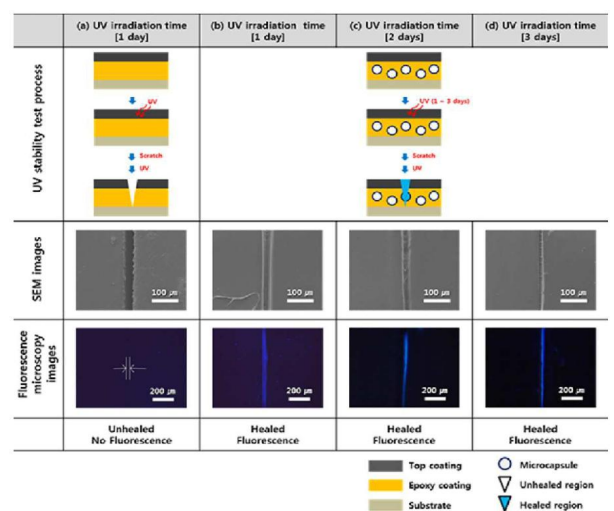 (a) UV irradiation time
[1 day]
(b) UV irradiation time
[1 day]
(c) UV irradiation time
[2 days]
(d) UV irradiation time
[3 days]
UV stability test process
UV
Scratch
UV
UV (1 ~ 3 days)
Scratch
UV
SEM images
100 μm
100 μm
100 μm
100 μm
Fluorescence
microscopy
images
200 μm
200 μm
200 μm
200 μm
Unhealed
No Fluorescence
Healed
Fluorescence
Healed
Fluorescence
Healed
Fluorescence
Top coating
Epoxy coating
Substrate
Microcapsule
Unhealed region
Healed region